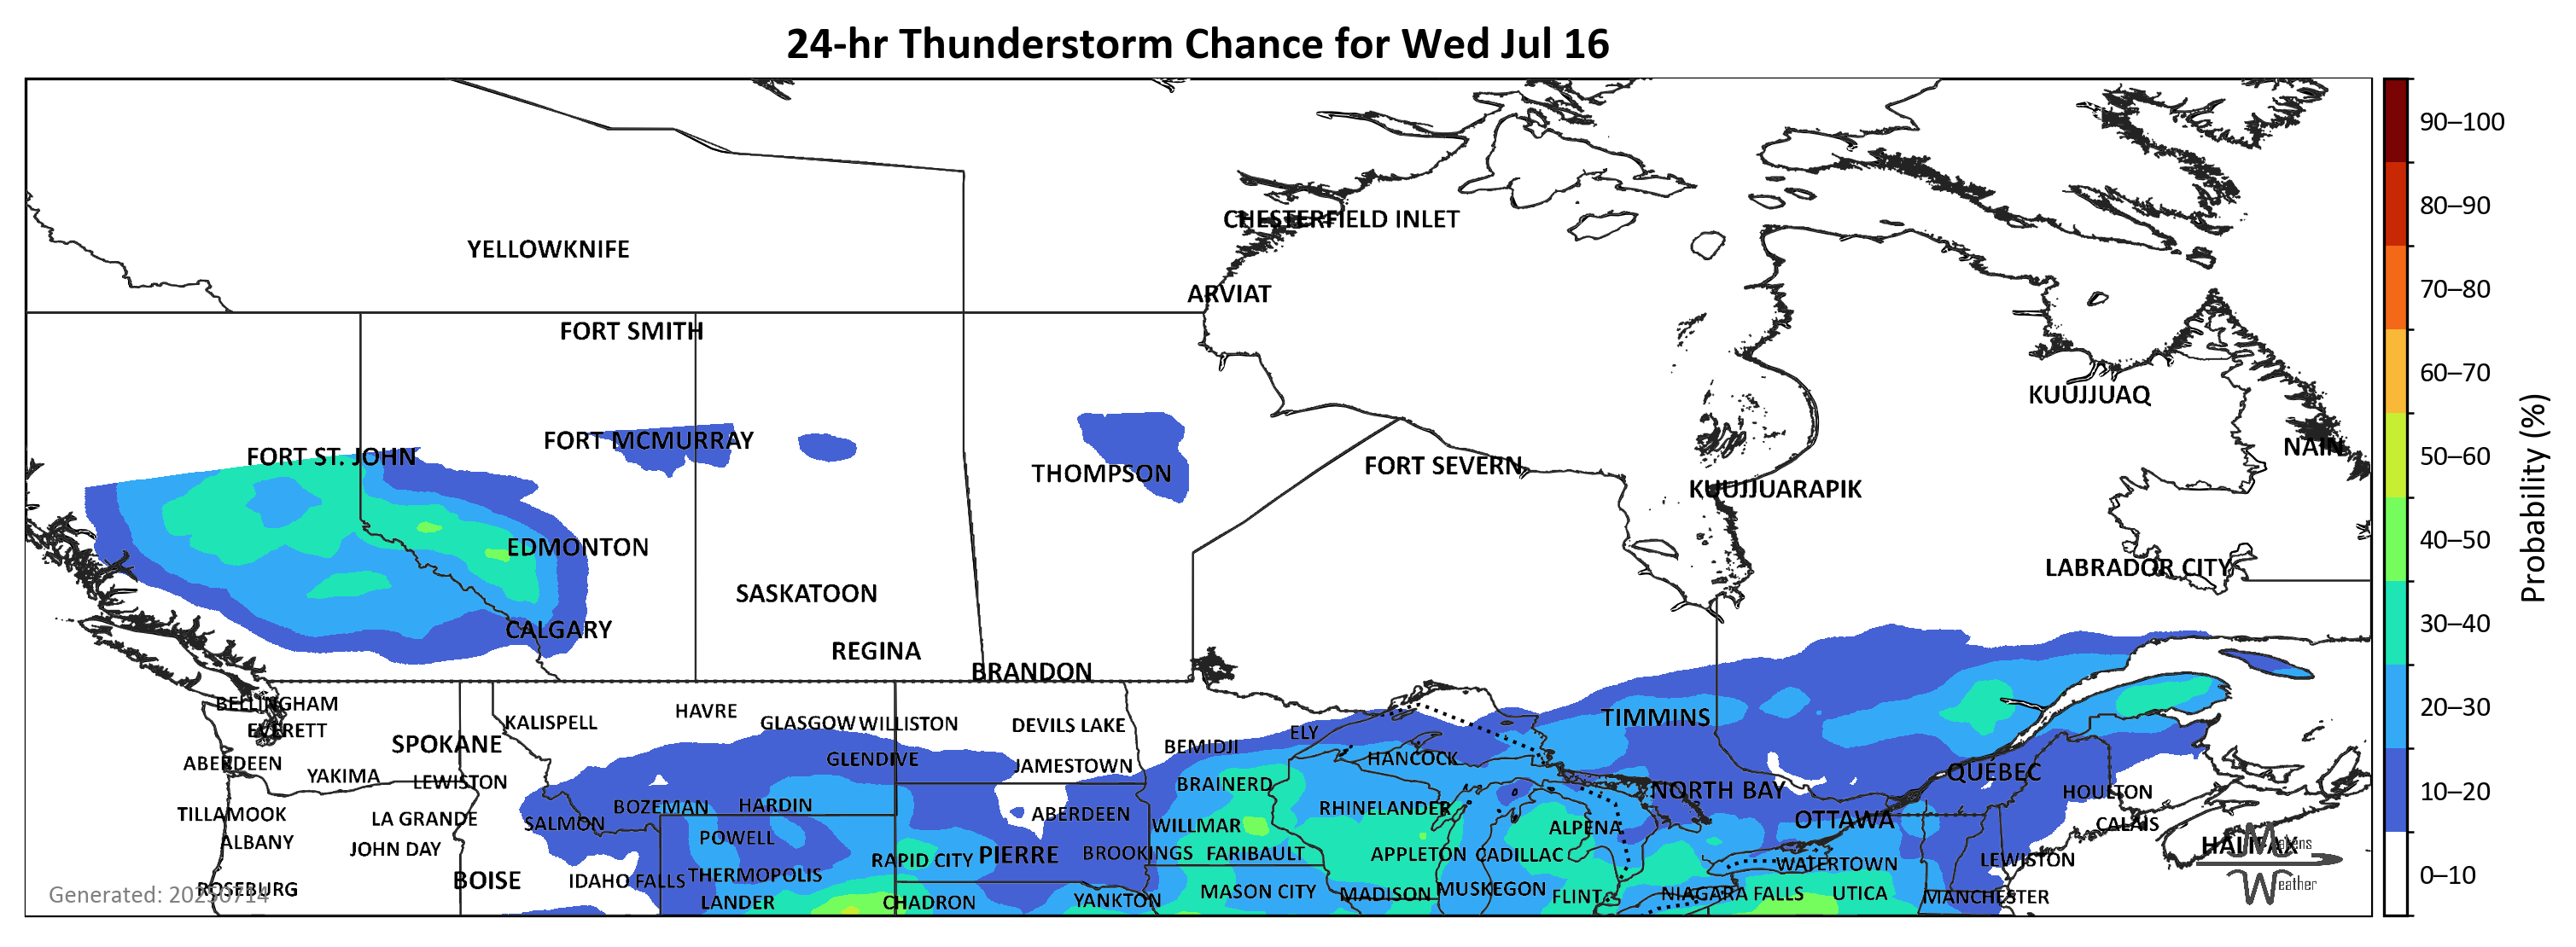 24-hr Thunderstorm Chance for Wed Jul 16
CHESTERFIELD INLET
YELLOWKNIFE
ARVIAT
FORT SMITH
KUUJJUAQ
FORT MCMURRAY
NAIN
FORT ST. JOHN
FORT SEVERN
THOMPSON
KUUJJUARAPIK
EDMONTON
LABRADOR CITY
SASKATOON
CALGARY
REGINA
BRANDON
BELLINGHAM
HAVRE
TIMMINS
KALISPELL
GLASGOW
WILLISTON
DEVILS LAKE
EVERETT
ELY
SPOKANE
BEMIDJI
GLENDIVE
HANCOCK
ABERDEEN
JAMESTOWN
QUÉBEC
YAKIMA
LEWISTON
BRAINERD
NORTH BAY
HOULTON
BOZEMAN
HARDIN
RHINELANDER
TILLAMOOK
LA GRANDE
ABERDEEN
OTTAWA
SALMON
WILLMAR
CALAIS
ALPENA
POWELL
ALBANY
HALIFAX
Makens
Weather
JOHN DAY
BROOKINGS
FARIBAULT
APPLETON
CADILLAC
PIERRE
RAPID CITY
LEWISTON
WATERTOWN
THERMOPOLIS
BOISE
IDAHO FALLS
ROSEBURG
MUSKEGON
MASON CITY
MADISON
NIAGARA FALLS
UTICA
FLINT
MANCHESTER
YANKTON
LANDER
CHADRON
Generated: 20250714
90–100
80–90
70–80
60–70
50–60
40–50
30–40
20–30
10–20
0–10
Probability (%)